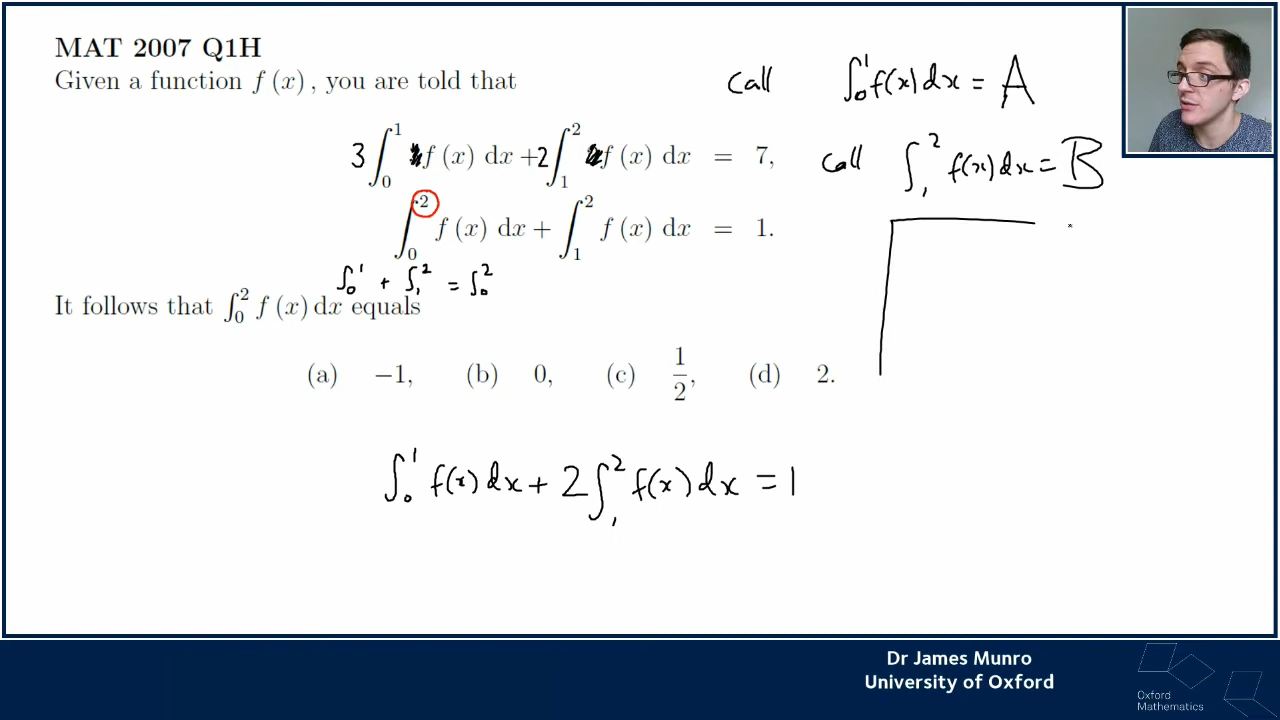 MAT 2007 Q1H
Given a function f (x), you are told that
3 ∫₀¹ f (x) dx + 2 ∫₁² f (x) dx = 7,
∫₀² f (x) dx + ∫₁² f (x) dx = 1.
∫₀¹ + ∫₁² = ∫₀²
It follows that ∫₀² f (x) dx equals
(a) −1, (b) 0, (c) 1/2, (d) 2.
∫₀¹ f(x) dx + 2 ∫₁² f(x) dx = 1
Call ∫₀¹ f(x) dx = A
Call ∫₁² f(x) dx = B
Dr James Munro
University of Oxford
Oxford
Mathematics